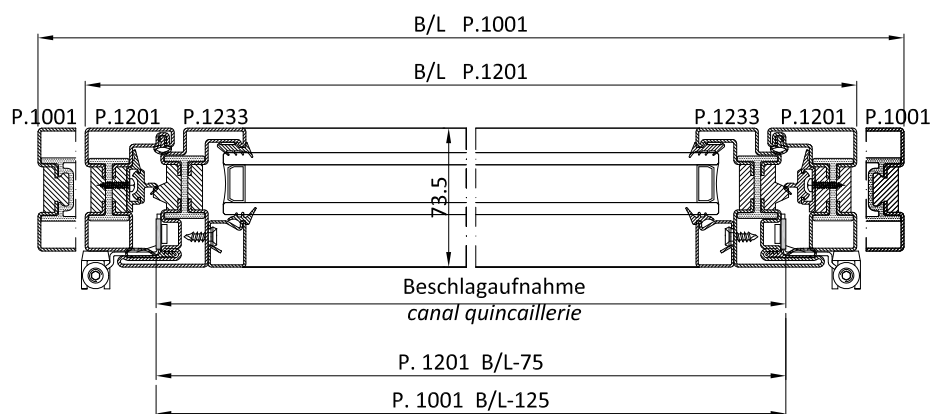 B/L P.1001
B/L P.1201
P.1001 P.1201 P.1233 P.1233 P.1201 P.1001
73.5
Beschlagaufnahme
canal quincaillerie
P. 1201 B/L-75
P. 1001 B/L-125